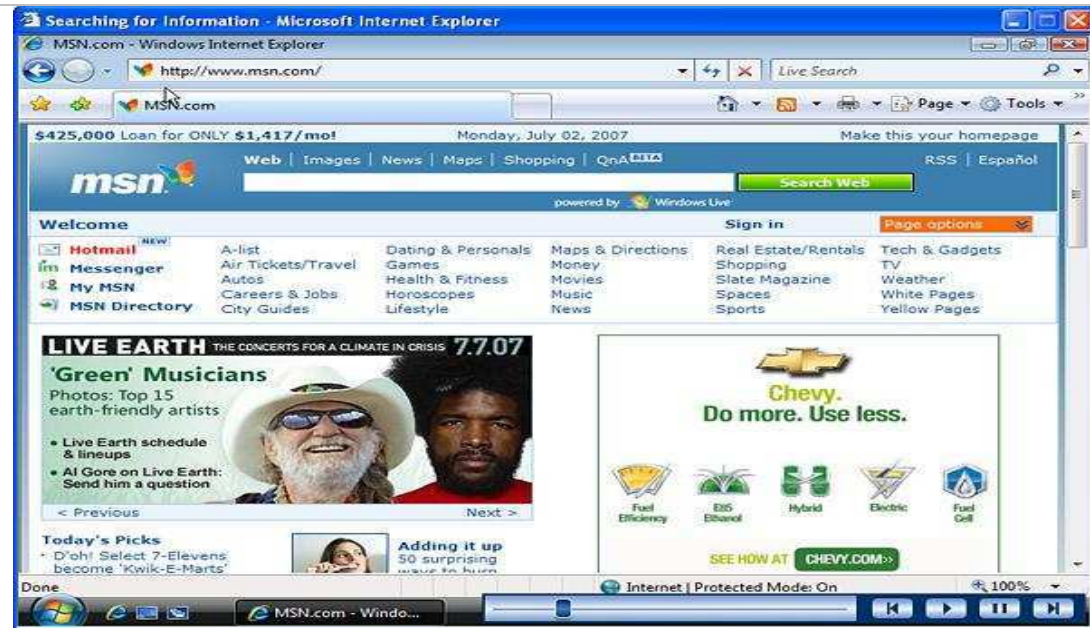 Searching for Information - Microsoft Internet Explorer
MSN.com - Windows Internet Explorer
http://www.msn.com/
Live Search
MSN.com
Page
Tools
$425,000 Loan for ONLY $1,417/mo!
Monday, July 02, 2007
Make this your homepage
Web | Images | News | Maps | Shopping | QnA BETA
RSS | Español
msn
Search Web
powered by Windows Live
Welcome
Sign in
Page options
Hotmail NEW
Messenger
My MSN
MSN Directory
A-list
Air Tickets/Travel
Autos
Careers & Jobs
City Guides
Dating & Personals
Games
Health & Fitness
Horoscopes
Lifestyle
Maps & Directions
Money
Movies
Music
News
Real Estate/Rentals
Shopping
Slate Magazine
Spaces
Sports
Tech & Gadgets
TV
Weather
White Pages
Yellow Pages
LIVE EARTH THE CONCERTS FOR A CLIMATE IN CRISIS 7.7.07
'Green' Musicians
Photos: Top 15
earth-friendly artists
• Live Earth schedule
& lineups
• Al Gore on Live Earth:
Send him a question
< Previous
Next >
Chevy.
Do more. Use less.
Fuel
Efficiency
E85
Ethanol
Hybrid
Electric
Fuel
Cell
SEE HOW AT CHEVY.COM»
Today's Picks
· D'oh! Select 7-Elevens
become 'Kwik-E-Marts'
Adding it up
50 surprising
ways to burn
Done
Internet | Protected Mode: On
100%
MSN.com - Windo...